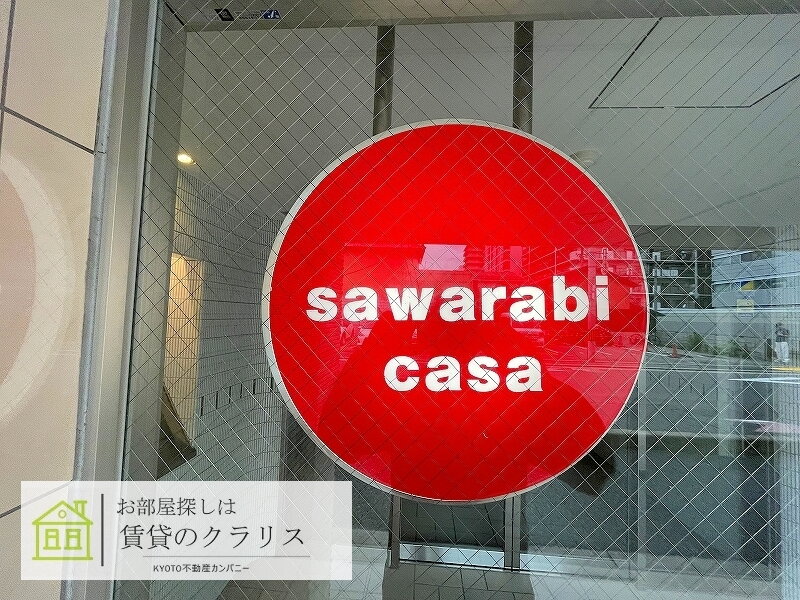 sawarabi
casa
お部屋探しは
賃貸のクラリス
KYOTO不動産カンパニー